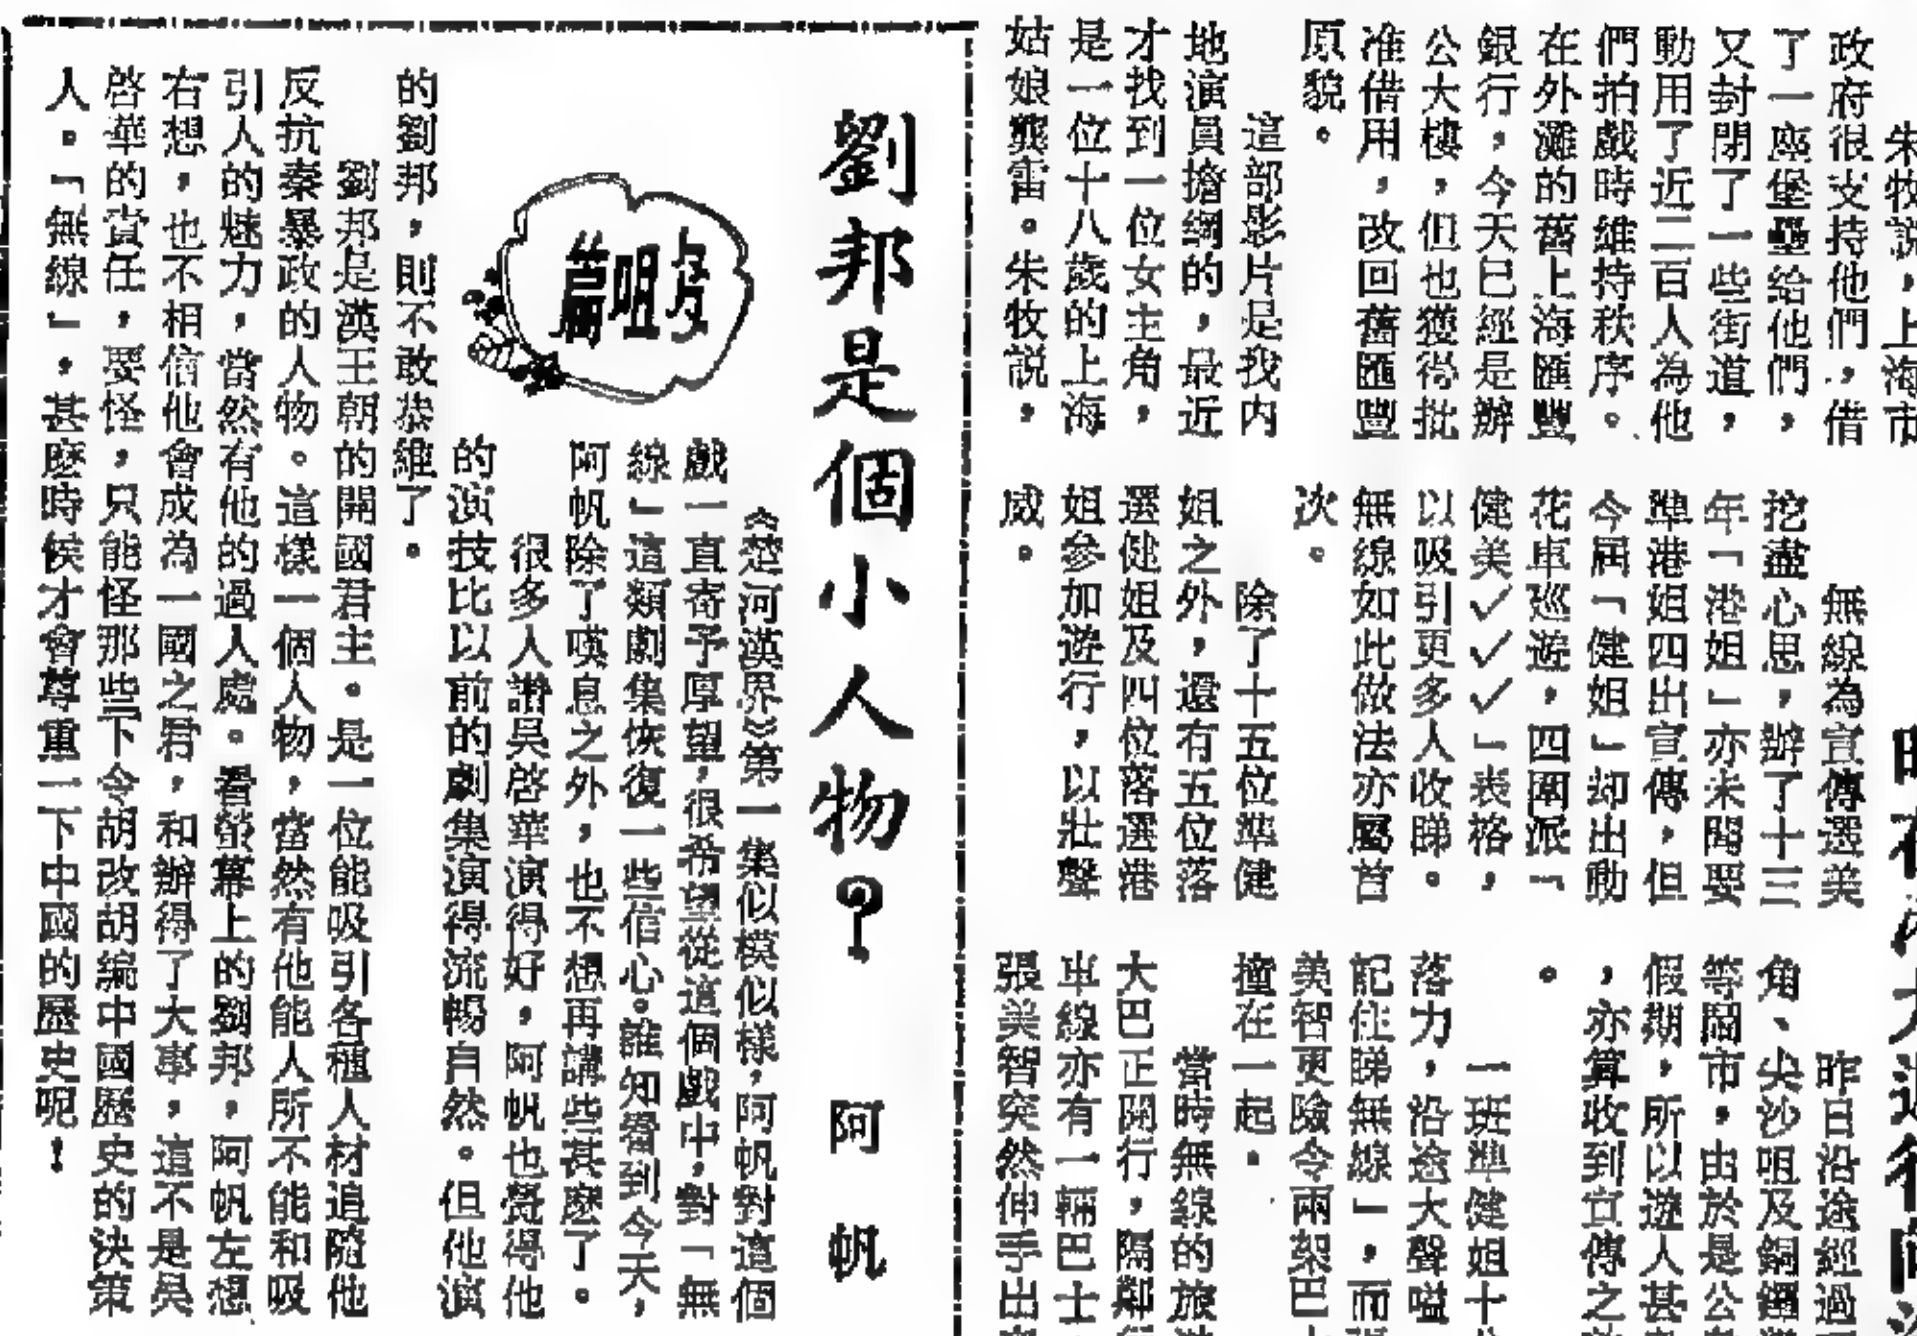 朱牧説，上海市
政府很支持他們，借
了一座堡壘給他們，
又封閉了一些街道，
動用了近二百人為他
們拍戲時維持秩序。
在外灘的舊上海匯豐
銀行，今天已經是辦
公大樓，但也獲得批
准借用，改回舊匯豐
原貌。
這部影片是我內
地演員擔綱的，最近
才找到一位女主角，
是一位十八歲的上海
姑娘龔雷。朱牧説，
無線為宣傳選美
挖盡心思，辦了十三
年「港姐」亦未聞要
準港姐四出宣傳，但
今屆「健姐」却出動
花車巡遊，四圍派「
健美✓✓✓」表格，
以吸引更多人收睇。
無線如此做法亦屬首
次。
除了十五位準健
姐之外，還有五位落
選健姐及四位落選港
姐參加遊行，以壯聲
威。
昨日沿途經過
角、尖沙咀及銅鑼
等鬧市，由於是公
假期，所以遊人甚
，亦算收到宣傳之
。
一班準健姐十
落力，沿途大聲嗌
記住睇無線」，而
美智更險令兩架巴
撞在一起。
當時無線的旅
大巴正開行，隔鄰
車線亦有一輛巴士
張美智突然伸手出
劉邦是個小人物？
阿帆
咀篇
《楚河漢界》第一集似模似樣，阿帆對這個
戲一直寄予厚望，很希望從這個戲中，對「無
線」這類劇集恢復一些信心。誰知看到今天，
阿帆除了嘆息之外，也不想再講些甚麽了。
很多人讚吳啓華演得好，阿帆也覺得他
的演技比以前的劇集演得流暢自然。但他演
的劉邦，則不敢恭維了。
劉邦是漢王朝的開國君主。是一位能吸引各種人材追隨他
反抗秦暴政的人物。這樣一個人物，當然有他能人所不能和吸
引人的魅力，當然有他的過人處。看螢幕上的劉邦，阿帆左想
右想，也不相信他會成為一國之君，和辦得了大事，這不是吳
啓華的責任，要怪，只能怪那些下令胡改胡編中國歷史的決策
人。「無線」，甚麽時候才會尊重一下中國的歷史呢！